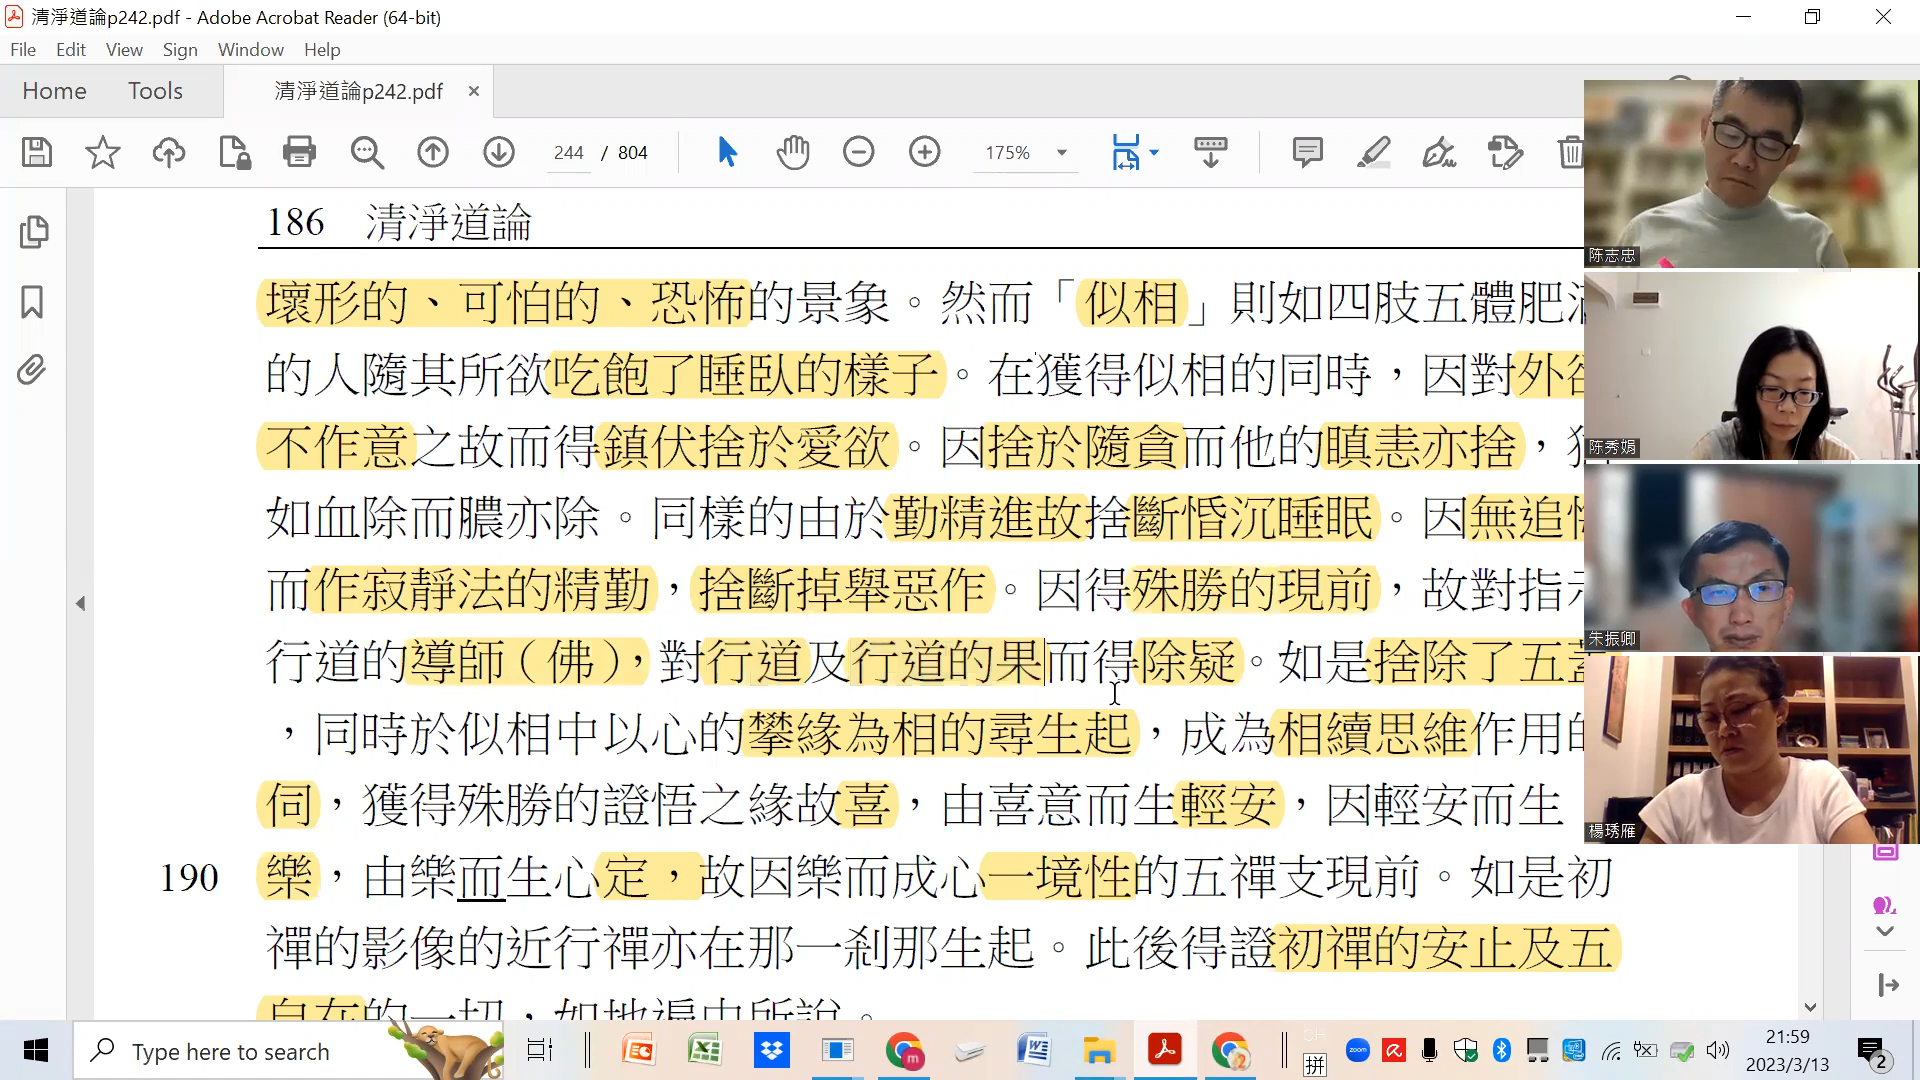 清淨道論p242.pdf - Adobe Acrobat Reader (64-bit)
File Edit View Sign Window Help
Home Tools 清淨道論p242.pdf ×
244 / 804 175%
186 清淨道論
壞形的、可怕的、恐怖的景象。然而「似相」則如四肢五體肥
的人隨其所欲吃飽了睡臥的樣子。在獲得似相的同時，因對外
不作意之故而得鎮伏捨於愛欲。因捨於隨貪而他的瞋恚亦捨，
如血除而膿亦除。同樣的由於勤精進故捨斷惛沉睡眠。因無追
而作寂靜法的精勤，捨斷掉舉惡作。因得殊勝的現前，故對指
行道的導師（佛），對行道及行道的果而得除疑。如是捨除了五
，同時於似相中以心的攀緣為相的尋生起，成為相續思維作用
伺，獲得殊勝的證悟之緣故喜，由喜意而生輕安，因輕安而生
190 樂，由樂而生心定，故因樂而成心一境性的五禪支現前。如是初
禪的影像的近行禪亦在那一剎那生起。此後得證初禪的安止及五
自在的一切，如地遍中所說。
陈志忠
陈秀娟
朱振卿
楊琇雁
Type here to search
zoom
拼
21:59
2023/3/13
2